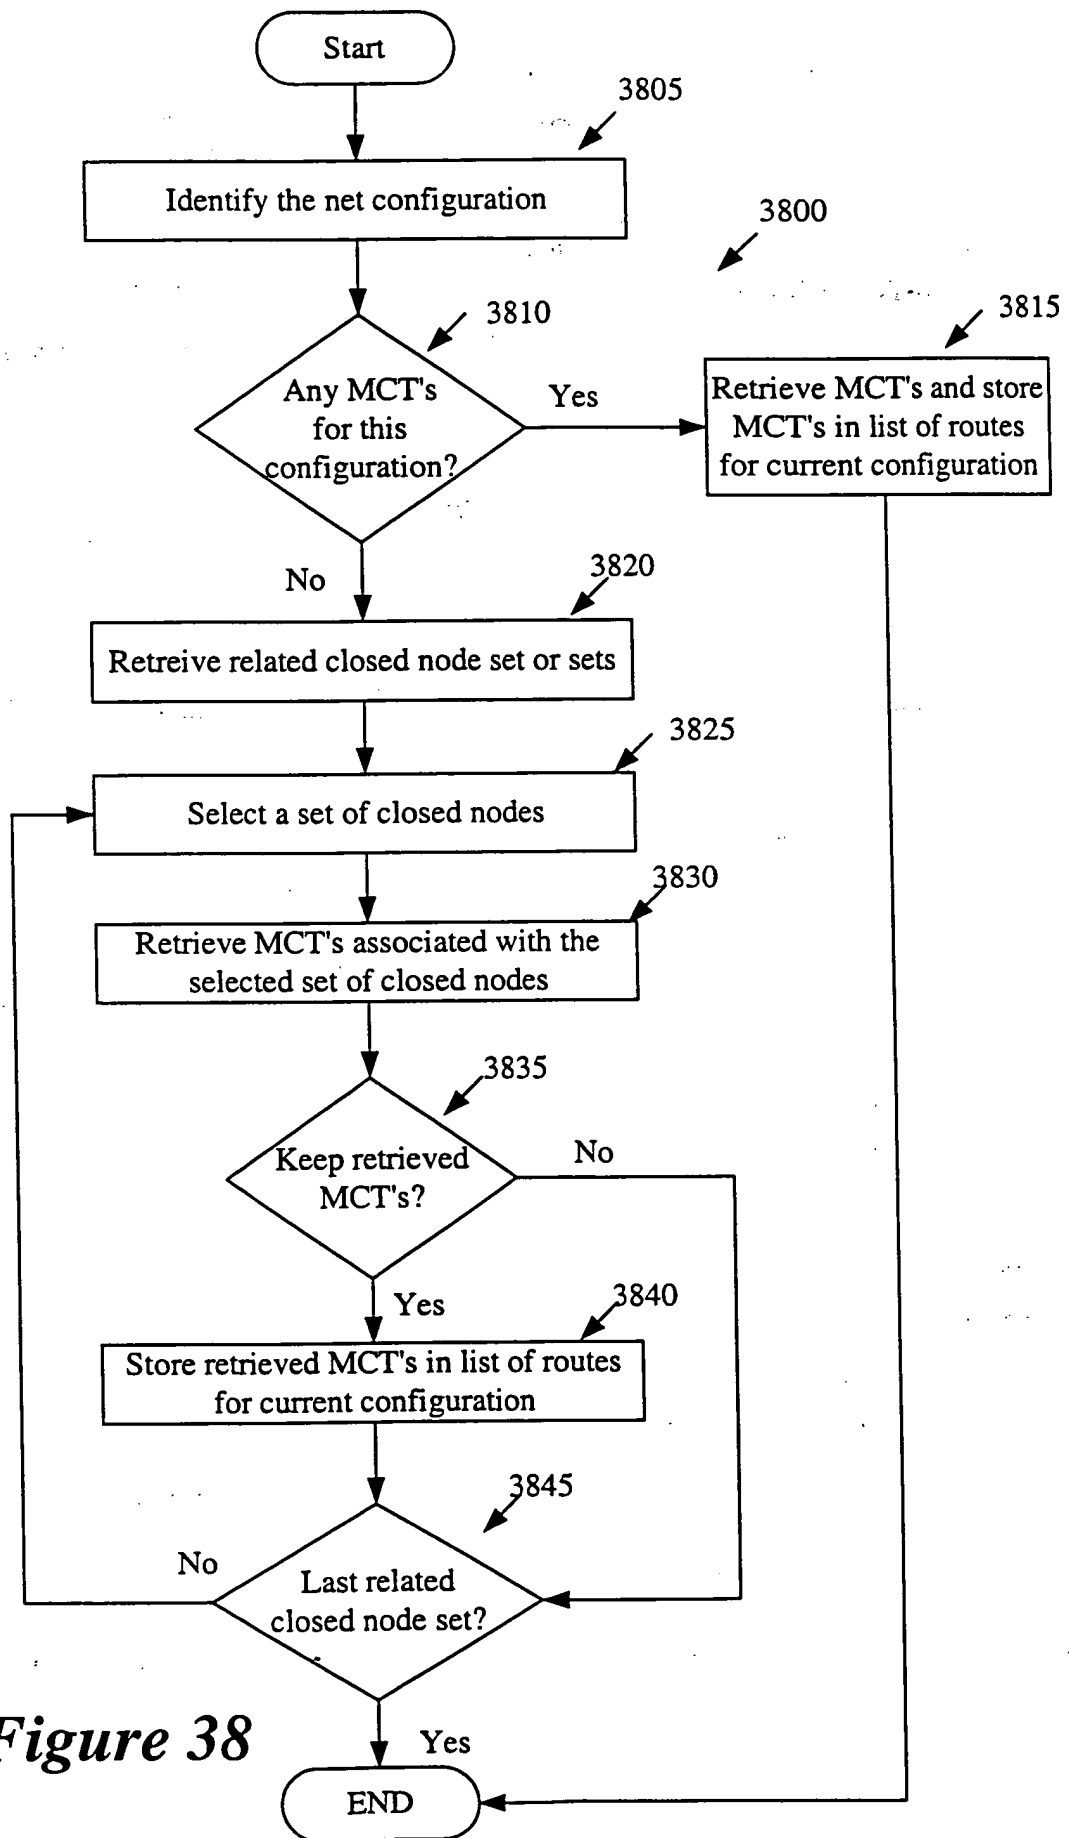 Start
3805
Identify the net configuration
3800
3810
3815
Any MCT's
for this
configuration?
Yes
Retrieve MCT's and store
MCT's in list of routes
for current configuration
No
3820
Retreive related closed node set or sets
3825
Select a set of closed nodes
3830
Retrieve MCT's associated with the
selected set of closed nodes
3835
Keep retrieved
MCT's?
No
Yes
3840
Store retrieved MCT's in list of routes
for current configuration
3845
No
Last related
closed node set?
Figure 38
Yes
END